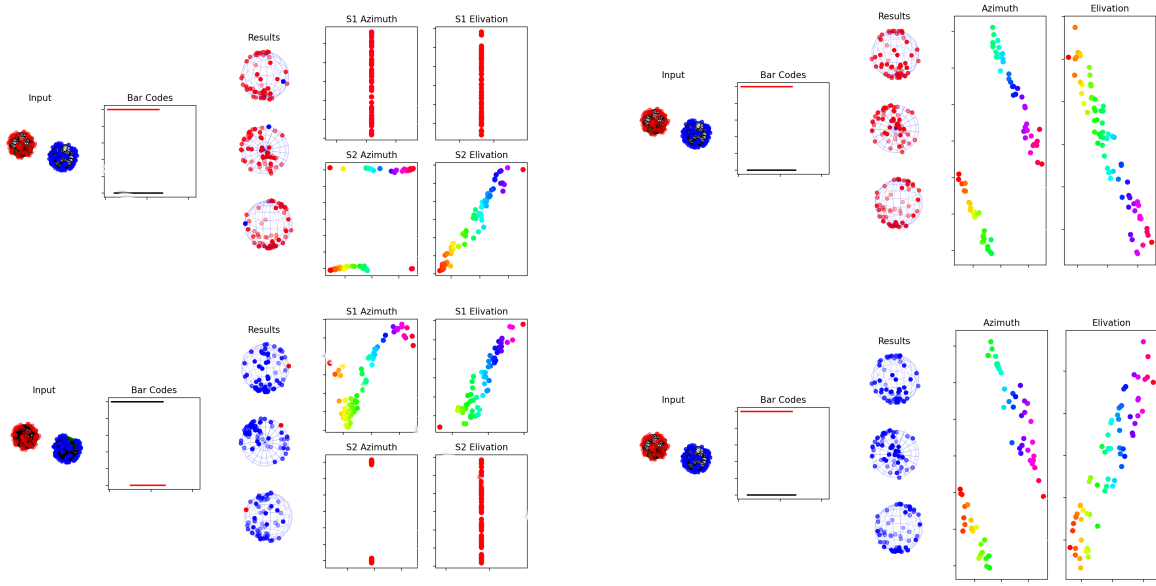 S1 Azimuth
S1 Elivation
Results
Input
Bar Codes
S2 Azimuth
S2 Elivation
Results
Azimuth
Elivation
Input
Bar Codes
S1 Azimuth
S1 Elivation
Results
Input
Bar Codes
S2 Azimuth
S2 Elivation
Results
Azimuth
Elivation
Input
Bar Codes